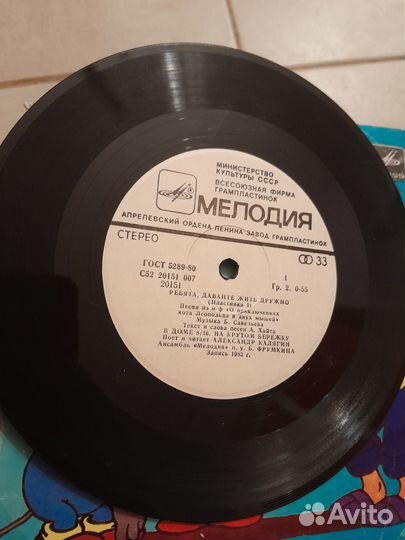 МИНИСТЕРСТВО
КУЛЬТУРЫ СССР
ВСЕСОЮЗНАЯ ФИРМА
ГРАМПЛАСТИНОК
МЕЛОДИЯ
АПРЕЛЕВСКИЙ ОРДЕНА ЛЕНИНА ЗАВОД ГРАМПЛАСТИНОК
СТЕРЕО
33
ГОСТ 5289-80
С52 20151 007
1
20151
Гр. 2. 0-55
РЕБЯТА, ДАВАЙТЕ ЖИТЬ ДРУЖНО
(Пластинка 1)
Песни из м-ф «О приключениях
кота Леопольда и двух мышей»
Музыка Б. Савельева
Текст и слова песен А. Хайта
В ДОМЕ 8/16, НА КРУТОМ БЕРЕЖКУ
Поет и читает АЛЕКСАНДР КАЛЯГИН
Ансамбль «Мелодия» п. у. Б. ФРУМКИНА
Запись 1983 г.
Avito